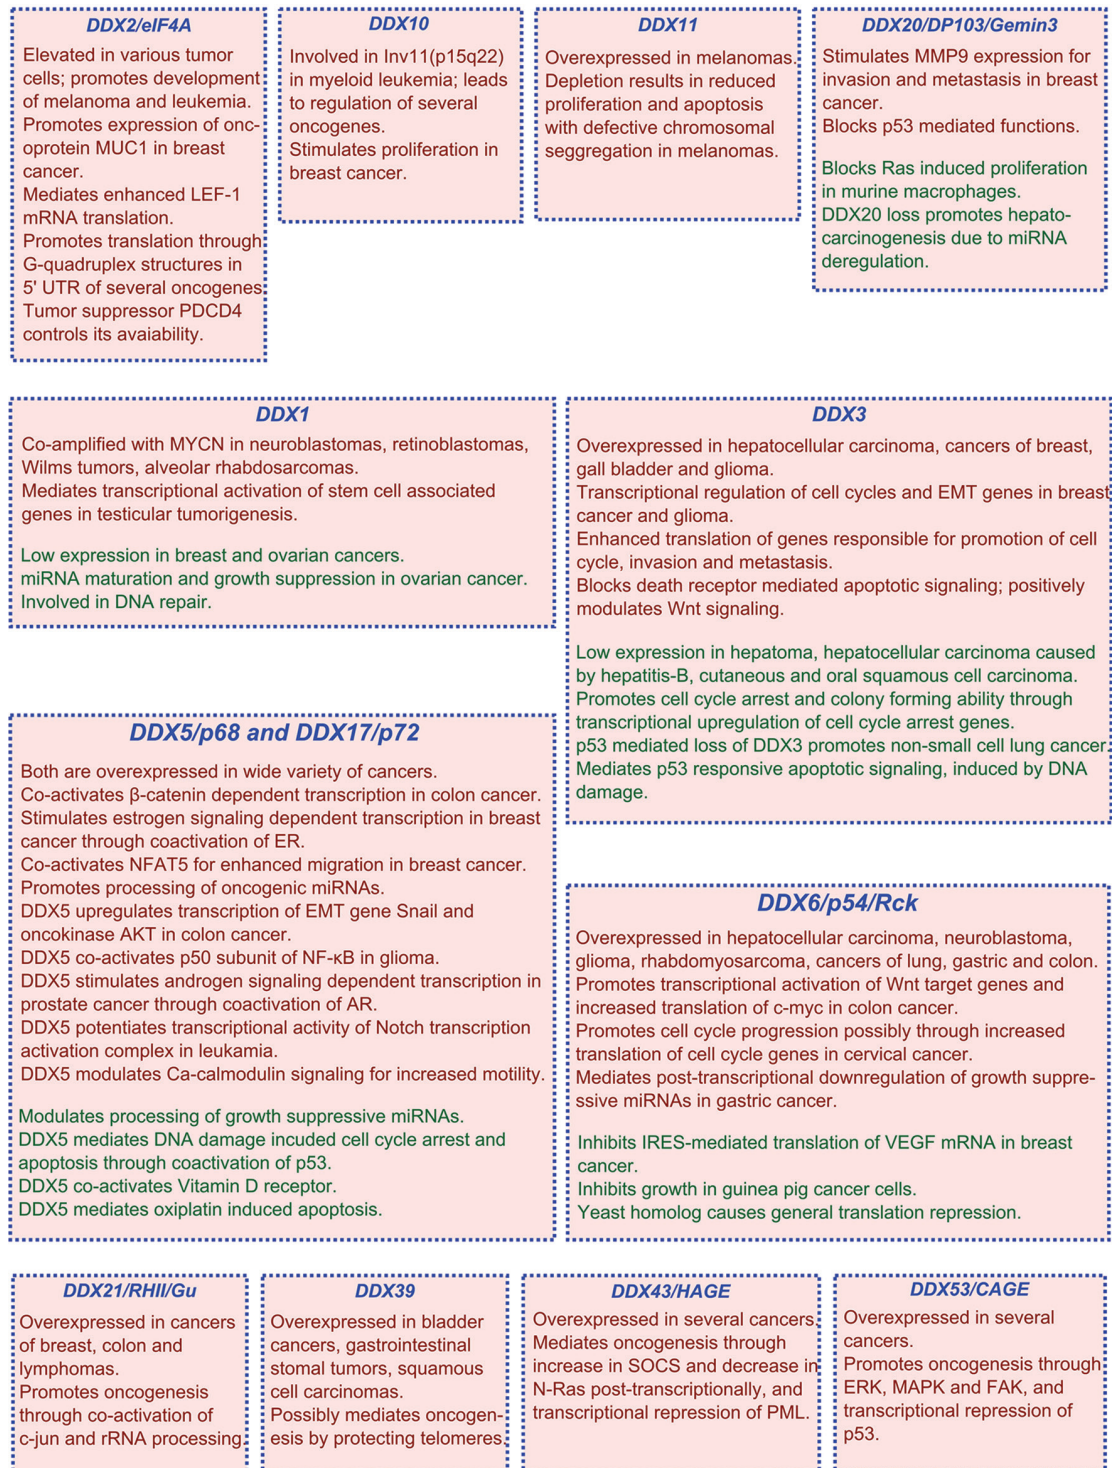 DDX2/eIF4A
Elevated in various tumor
cells; promotes development
of melanoma and leukemia.
Promotes expression of onc-
oprotein MUC1 in breast
cancer.
Mediates enhanced LEF-1
mRNA translation.
Promotes translation through
G-quadruplex structures in
5' UTR of several oncogenes
Tumor suppressor PDCD4
controls its avaiability.
DDX10
Involved in Inv11(p15q22)
in myeloid leukemia; leads
to regulation of several
oncogenes.
Stimulates proliferation in
breast cancer.
DDX11
Overexpressed in melanomas.
Depletion results in reduced
proliferation and apoptosis
with defective chromosomal
seggregation in melanomas.
DDX20/DP103/Gemin3
Stimulates MMP9 expression for
invasion and metastasis in breast
cancer.
Blocks p53 mediated functions.
Blocks Ras induced proliferation
in murine macrophages.
DDX20 loss promotes hepato-
carcinogenesis due to miRNA
deregulation.
DDX1
Co-amplified with MYCN in neuroblastomas, retinoblastomas,
Wilms tumors, alveolar rhabdosarcomas.
Mediates transcriptional activation of stem cell associated
genes in testicular tumorigenesis.
Low expression in breast and ovarian cancers.
miRNA maturation and growth suppression in ovarian cancer.
Involved in DNA repair.
DDX3
Overexpressed in hepatocellular carcinoma, cancers of breast,
gall bladder and glioma.
Transcriptional regulation of cell cycles and EMT genes in breast
cancer and glioma.
Enhanced translation of genes responsible for promotion of cell
cycle, invasion and metastasis.
Blocks death receptor mediated apoptotic signaling; positively
modulates Wnt signaling.
Low expression in hepatoma, hepatocellular carcinoma caused
by hepatitis-B, cutaneous and oral squamous cell carcinoma.
Promotes cell cycle arrest and colony forming ability through
transcriptional upregulation of cell cycle arrest genes.
p53 mediated loss of DDX3 promotes non-small cell lung cancer.
Mediates p53 responsive apoptotic signaling, induced by DNA
damage.
DDX5/p68 and DDX17/p72
Both are overexpressed in wide variety of cancers.
Co-activates β-catenin dependent transcription in colon cancer.
Stimulates estrogen signaling dependent transcription in breast
cancer through coactivation of ER.
Co-activates NFAT5 for enhanced migration in breast cancer.
Promotes processing of oncogenic miRNAs.
DDX5 upregulates transcription of EMT gene Snail and
oncokinase AKT in colon cancer.
DDX5 co-activates p50 subunit of NF-κB in glioma.
DDX5 stimulates androgen signaling dependent transcription in
prostate cancer through coactivation of AR.
DDX5 potentiates transcriptional activity of Notch transcription
activation complex in leukamia.
DDX5 modulates Ca-calmodulin signaling for increased motility.
Modulates processing of growth suppressive miRNAs.
DDX5 mediates DNA damage incuded cell cycle arrest and
apoptosis through coactivation of p53.
DDX5 co-activates Vitamin D receptor.
DDX5 mediates oxiplatin induced apoptosis.
DDX6/p54/Rck
Overexpressed in hepatocellular carcinoma, neuroblastoma,
glioma, rhabdomyosarcoma, cancers of lung, gastric and colon.
Promotes transcriptional activation of Wnt target genes and
increased translation of c-myc in colon cancer.
Promotes cell cycle progression possibly through increased
translation of cell cycle genes in cervical cancer.
Mediates post-transcriptional downregulation of growth suppre-
ssive miRNAs in gastric cancer.
Inhibits IRES-mediated translation of VEGF mRNA in breast
cancer.
Inhibits growth in guinea pig cancer cells.
Yeast homolog causes general translation repression.
DDX21/RHII/Gu
Overexpressed in cancers
of breast, colon and
lymphomas.
Promotes oncogenesis
through co-activation of
c-jun and rRNA processing.
DDX39
Overexpressed in bladder
cancers, gastrointestinal
stomal tumors, squamous
cell carcinomas.
Possibly mediates oncogen-
esis by protecting telomeres.
DDX43/HAGE
Overexpressed in several cancers.
Mediates oncogenesis through
increase in SOCS and decrease in
N-Ras post-transcriptionally, and
transcriptional repression of PML.
DDX53/CAGE
Overexpressed in several
cancers.
Promotes oncogenesis through
ERK, MAPK and FAK, and
transcriptional repression of
p53.